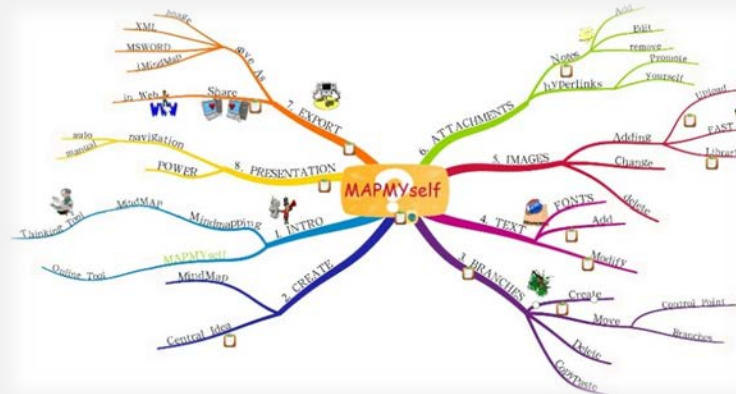 MAPMYself
1. INTRO
Mindmapping
MindMAP
Thinking Tool
MAPMYself
Online Tool
2. CREATE
MindMap
Central Idea
3. BRANCHES
Create
Move
Control Point
Branches
Delete
CopyPaste
4. TEXT
FONTS
Add
Modify
5. IMAGES
Adding
Upload
FAST
Change
delete
6. ATTACHMENTS
Notes
Add
Edit
remove
hyperlinks
Promote
Yourself
7. EXPORT
image
XML
MSWORD
iMindMap
Share
in Web
8. PRESENTATION
navigation
auto
manual
POWER